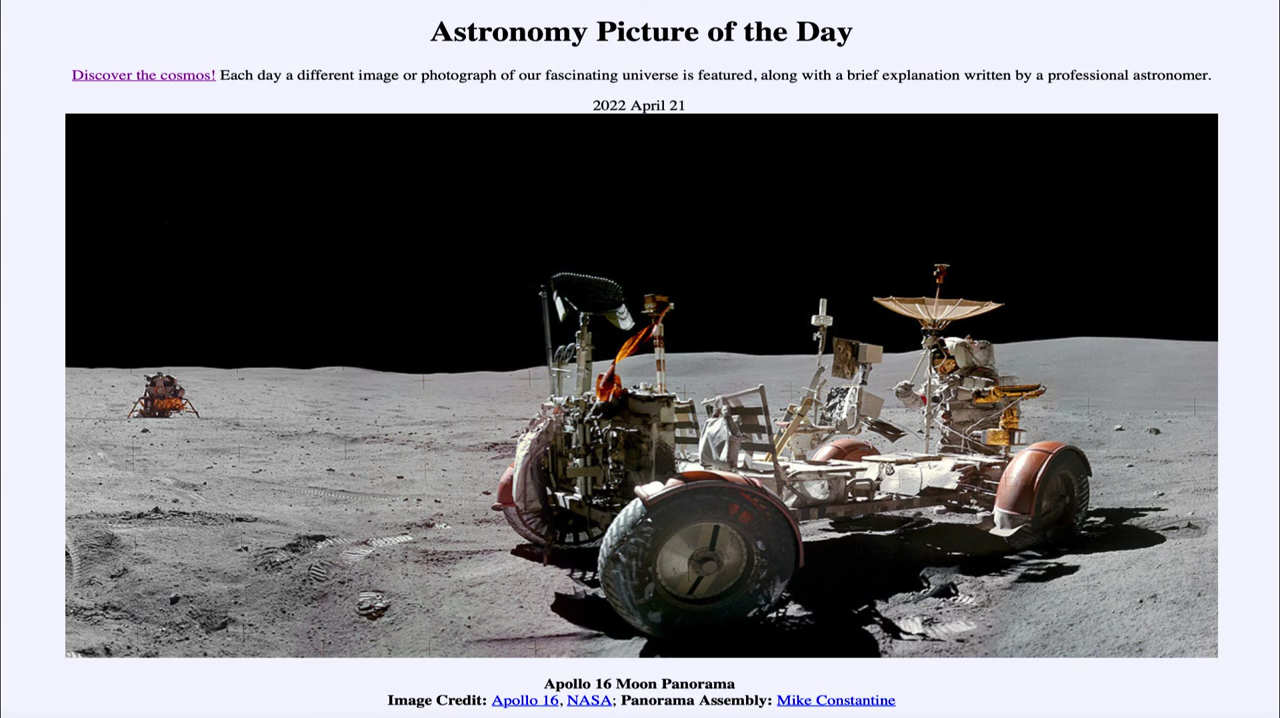 Astronomy Picture of the Day
Discover the cosmos! Each day a different image or photograph of our fascinating universe is featured, along with a brief explanation written by a professional astronomer.
2022 April 21
Apollo 16 Moon Panorama
Image Credit: Apollo 16, NASA; Panorama Assembly: Mike Constantine